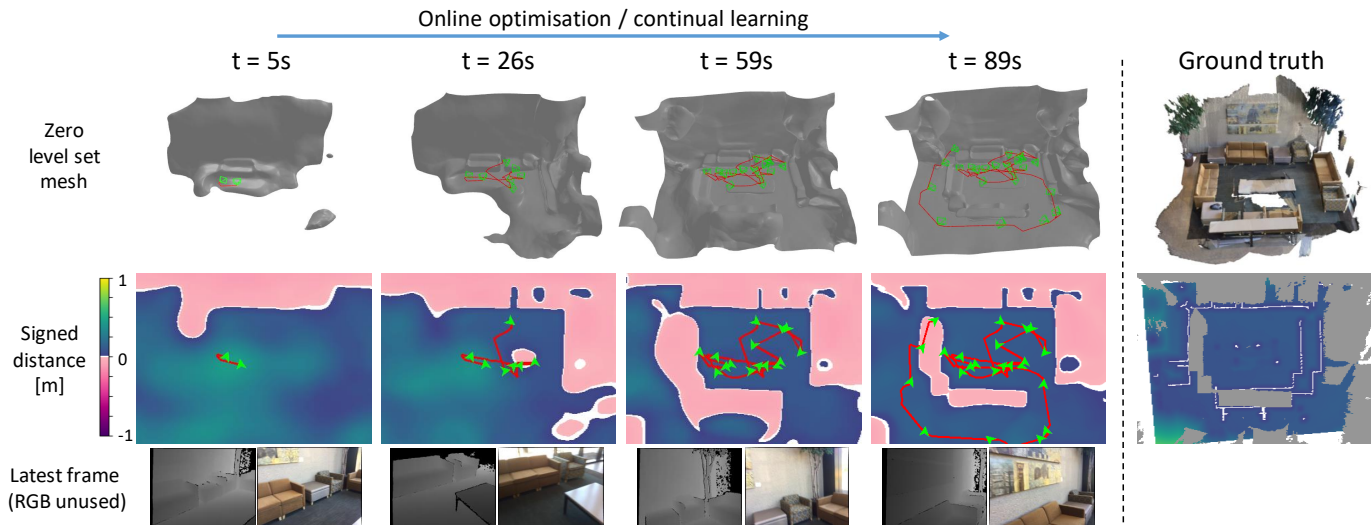 Online optimisation / continual learning
t = 5s
t = 26s
t = 59s
t = 89s
Ground truth
Zero
level set
mesh
Signed
distance
[m]
1
0
-1
Latest frame
(RGB unused)